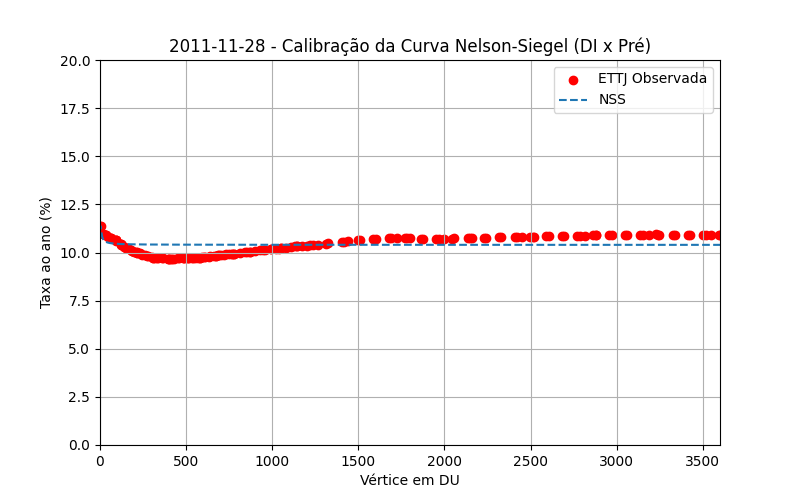 2011-11-28 - Calibração da Curva Nelson-Siegel (DI x Pré)
ETTJ Observada
NSS
Taxa ao ano (%)
20.0
17.5
15.0
12.5
10.0
7.5
5.0
2.5
0.0
0 500 1000 1500 2000 2500 3000 3500
Vértice em DU